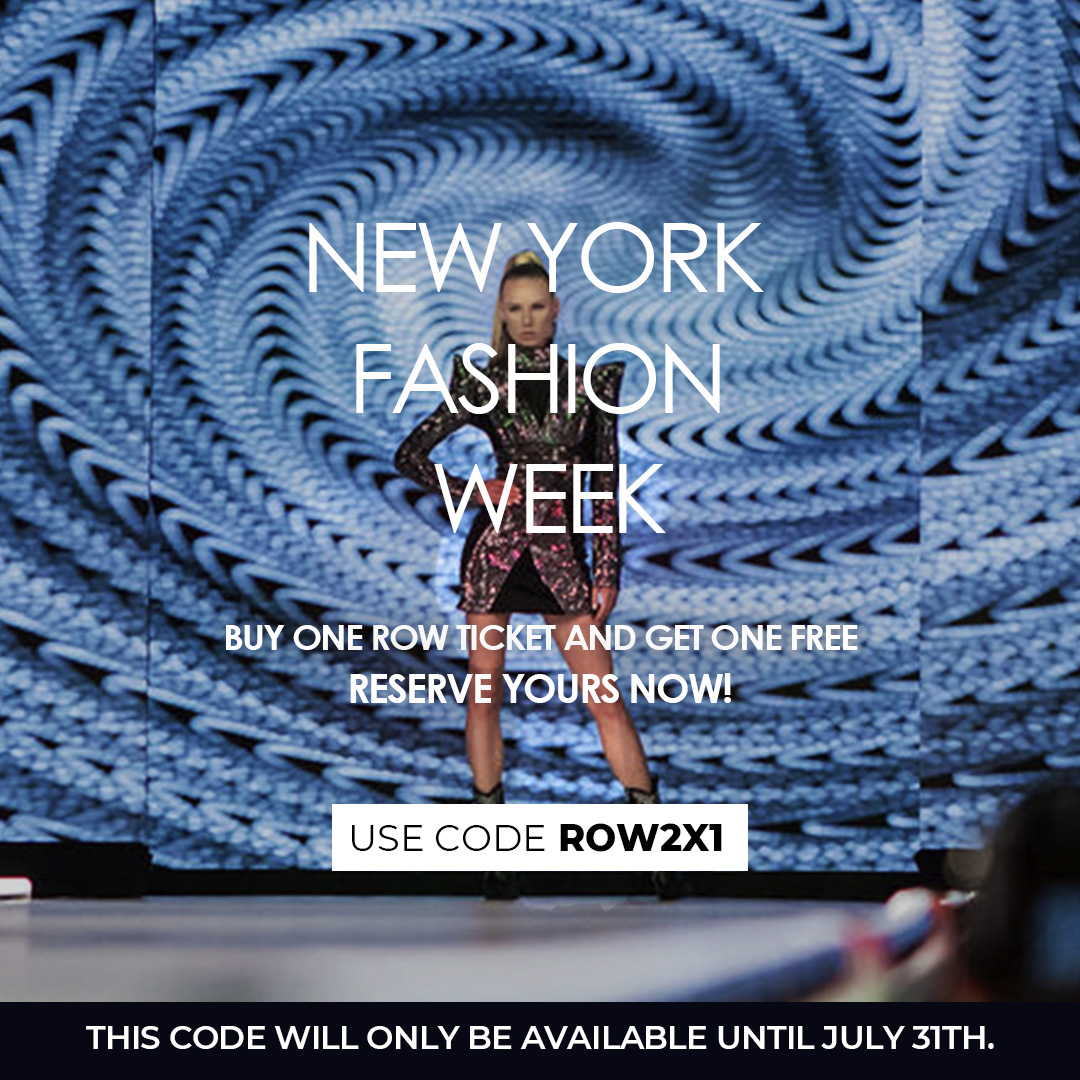 NEW YORK
FASHION
WEEK
BUY ONE ROW TICKET AND GET ONE FREE
RESERVE YOURS NOW!
USE CODE ROW2X1
THIS CODE WILL ONLY BE AVAILABLE UNTIL JULY 31TH.